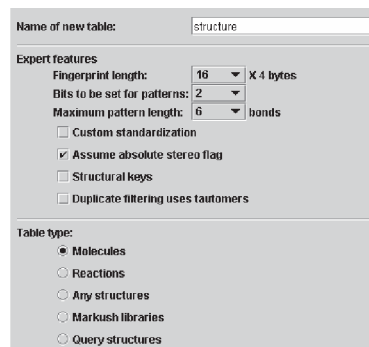 Name of new table: structure
Expert features
Fingerprint length: 16 X 4 bytes
Bits to be set for patterns: 2
Maximum pattern length: 6 bonds
Custom standardization
Assume absolute stereo flag
Structural keys
Duplicate filtering uses tautomers
Table type:
Molecules
Reactions
Any structures
Markush libraries
Query structures